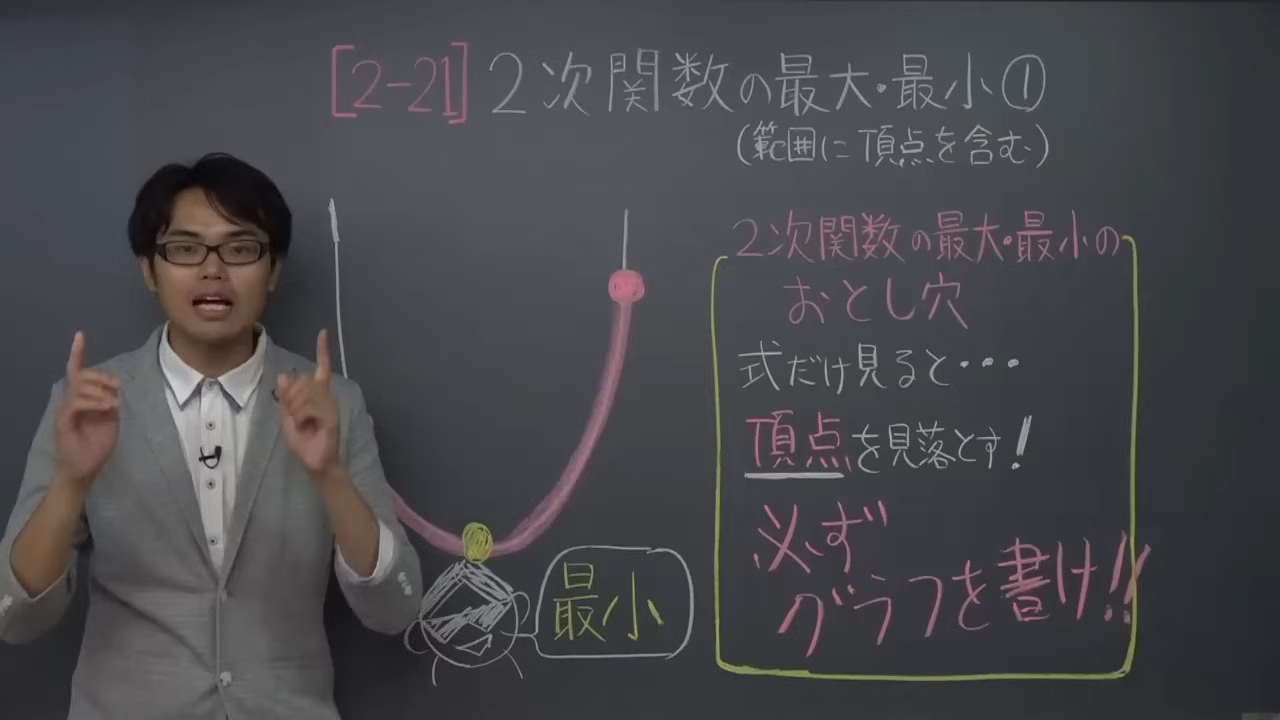 [2-21] 2次関数の最大・最小①
(範囲に頂点を含む)
2次関数の最大・最小の
おとし穴
式だけ見ると・・・
頂点を見落とす!
必ず
グラフを書け!!
最小